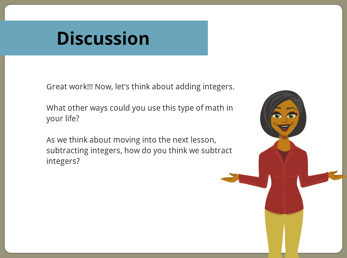 Discussion
Great work!!! Now, let's think about adding integers.
What other ways could you use this type of math in
your life?
As we think about moving into the next lesson,
subtracting integers, how do you think we subtract
integers?